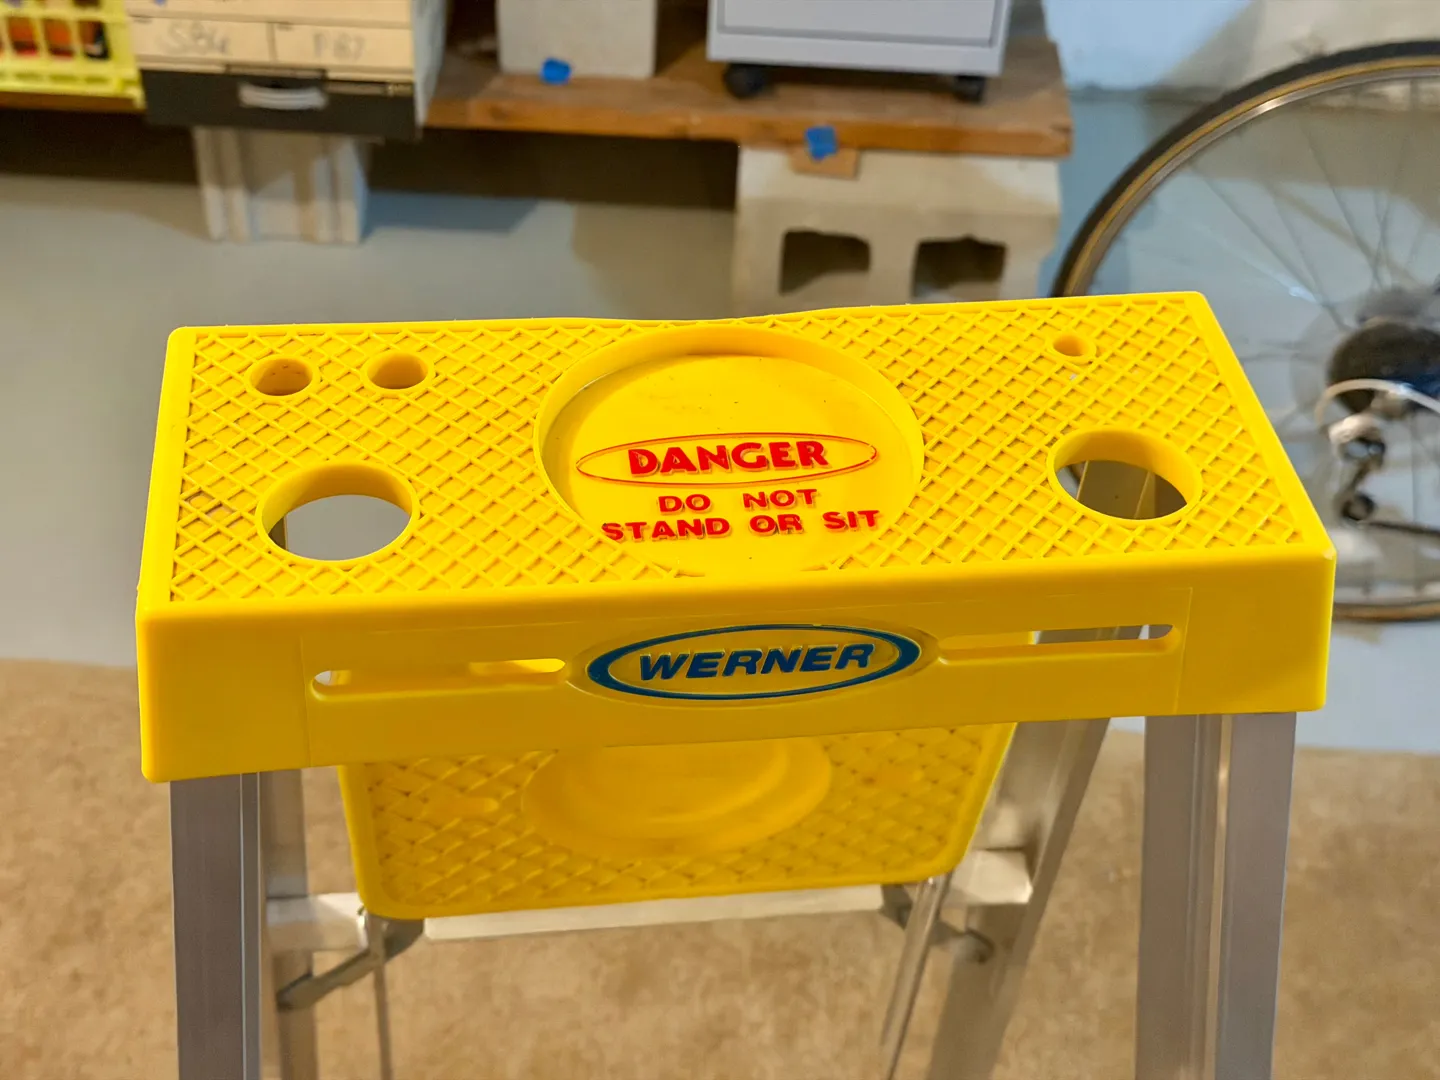 DANGER
DO NOT
STAND OR SIT
WERNER